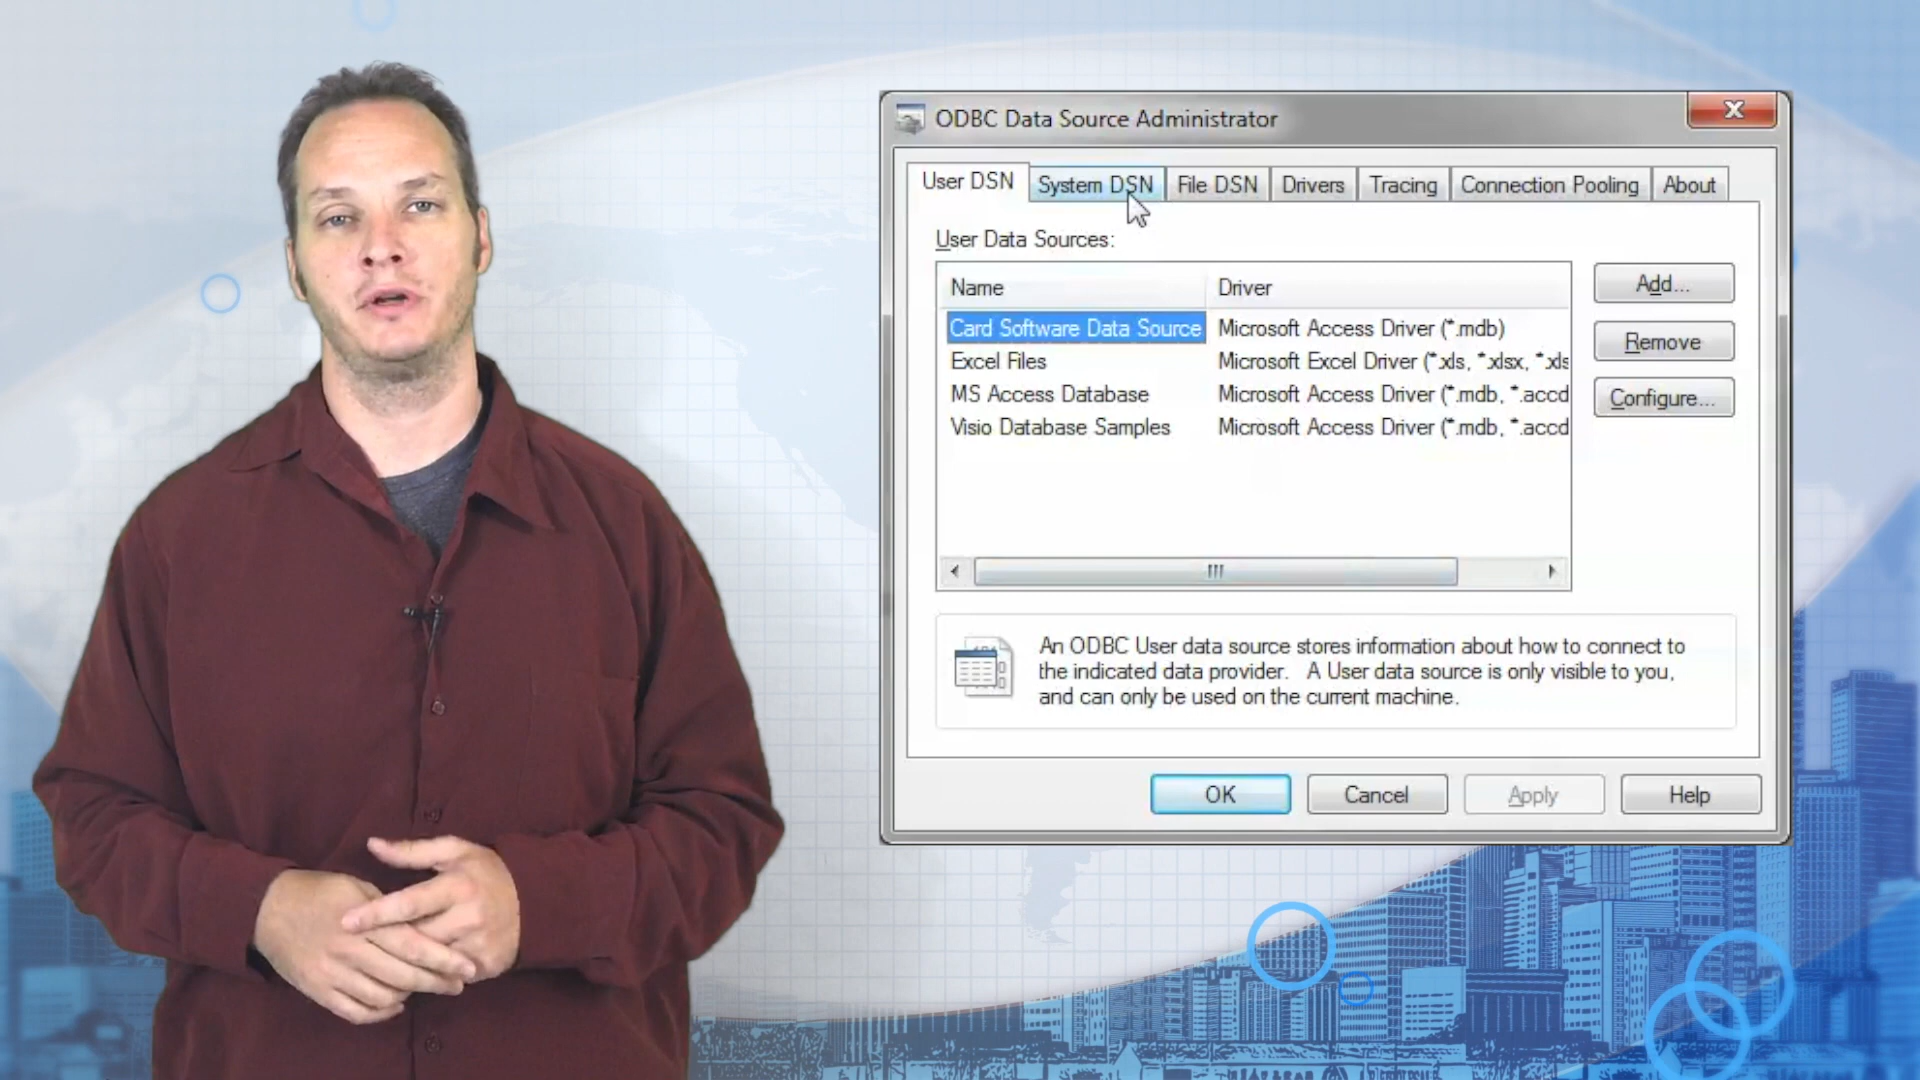 ODBC Data Source Administrator
User DSN System DSN File DSN Drivers Tracing Connection Pooling About
User Data Sources:
Name Driver
Card Software Data Source Microsoft Access Driver (*.mdb)
Excel Files Microsoft Excel Driver (*.xls, *.xlsx, *.xls
MS Access Database Microsoft Access Driver (*.mdb, *.accd
Visio Database Samples Microsoft Access Driver (*.mdb, *.accd
Add...
Remove
Configure...
An ODBC User data source stores information about how to connect to
the indicated data provider. A User data source is only visible to you,
and can only be used on the current machine.
OK Cancel Apply Help